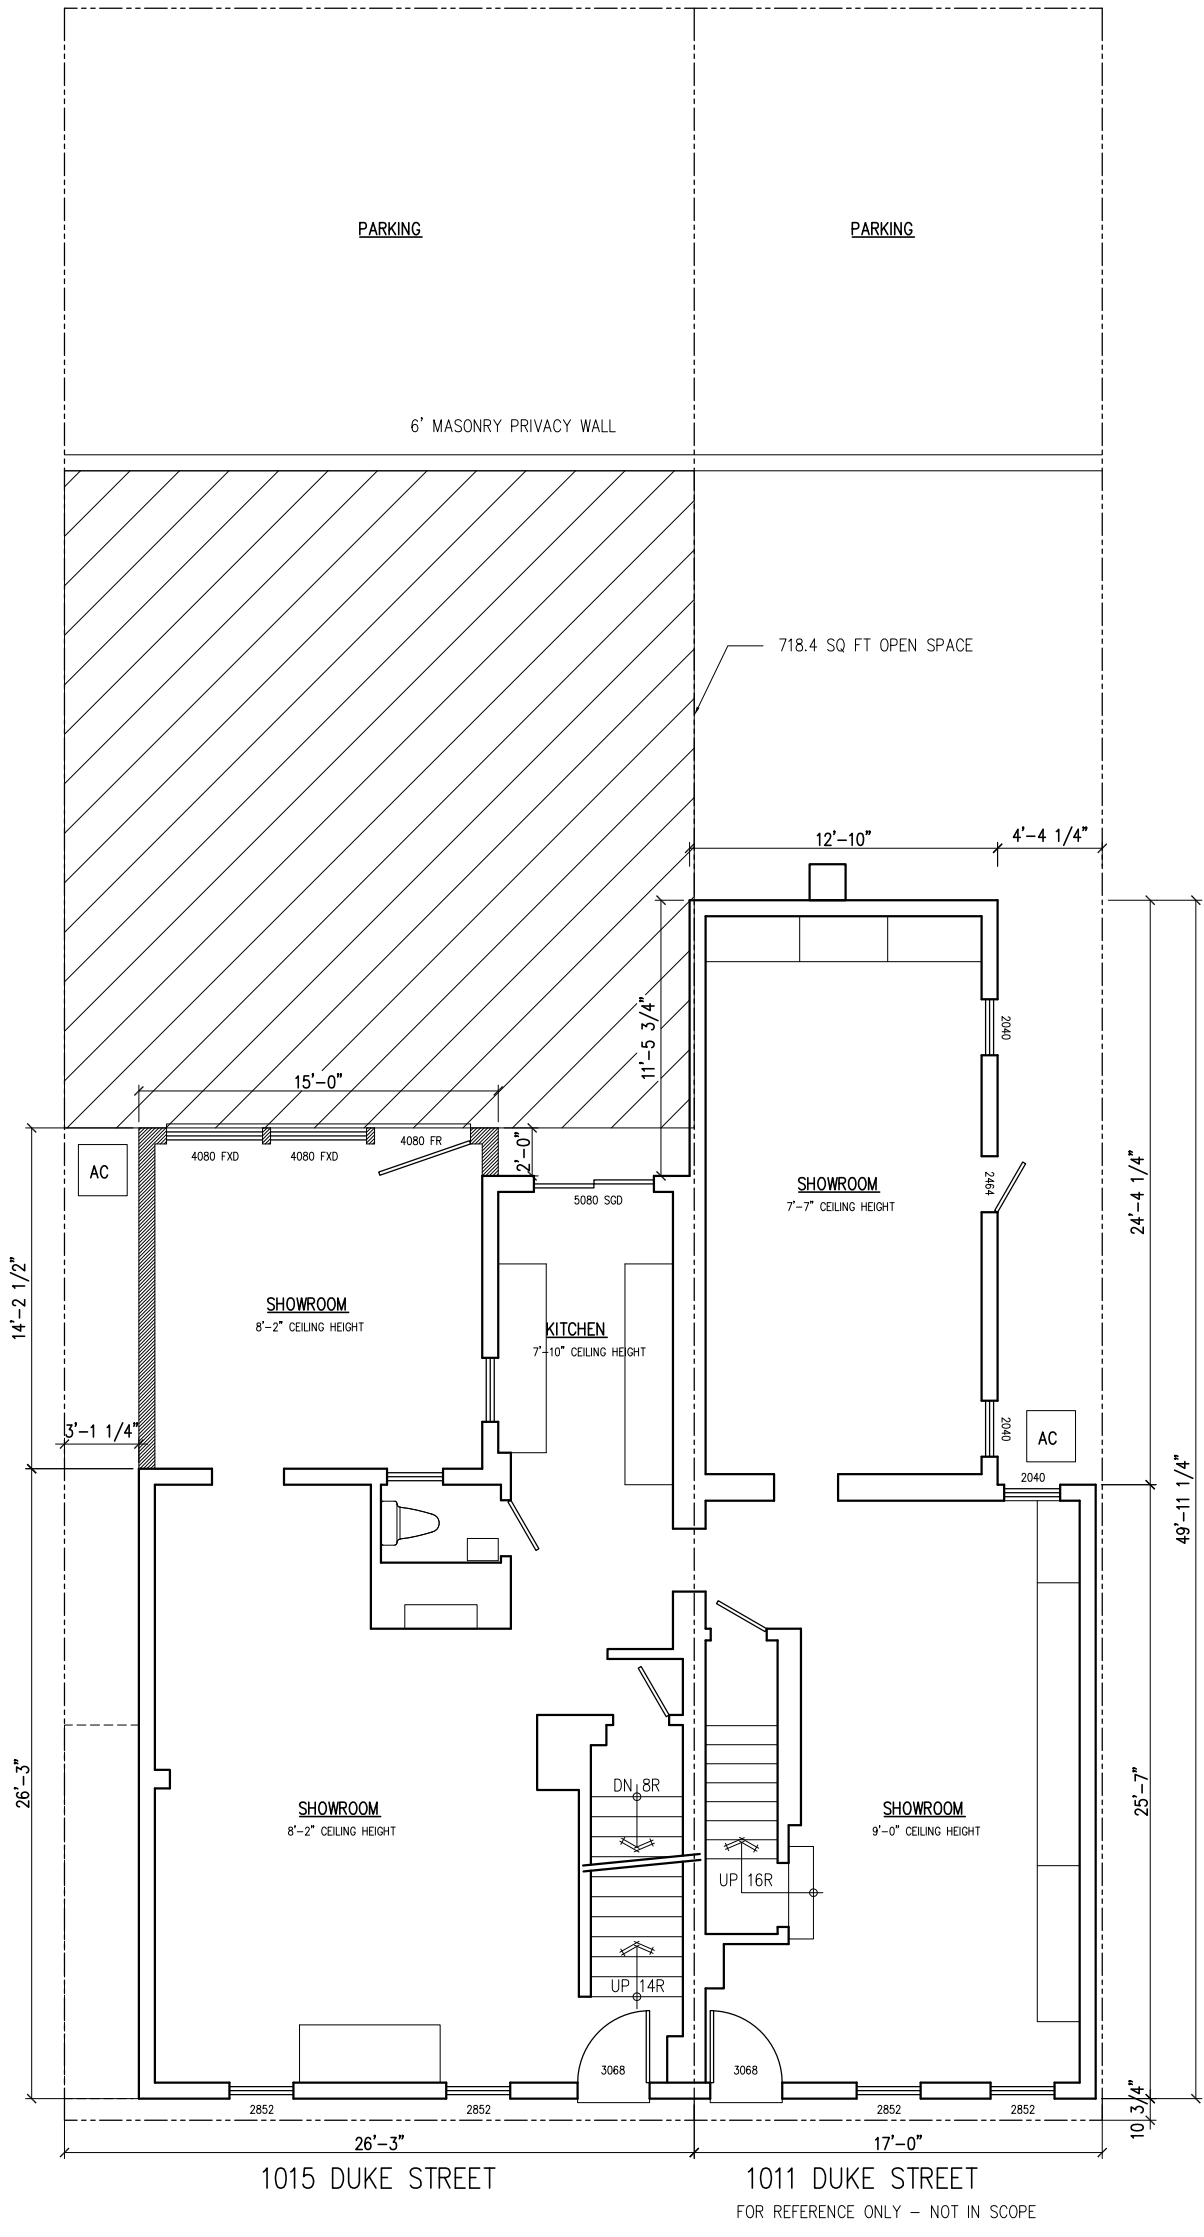 PARKING
PARKING
6' MASONRY PRIVACY WALL
718.4 SQ FT OPEN SPACE
12'-10"
4'-4 1/4"
11'-5 3/4"
2040
15'-0"
4080 FXD
4080 FXD
4080 FR
2'-0"
AC
5080 SGD
SHOWROOM
7'-7" CEILING HEIGHT
2464
24'-4 1/4"
14'-2 1/2"
SHOWROOM
8'-2" CEILING HEIGHT
KITCHEN
7'-10" CEILING HEIGHT
3'-1 1/4"
2040
AC
2040
49'-11 1/4"
26'-3"
SHOWROOM
8'-2" CEILING HEIGHT
DN 8R
UP 16R
UP 14R
SHOWROOM
9'-0" CEILING HEIGHT
25'-7"
3068
3068
2852
2852
2852
2852
10 3/4"
26'-3"
17'-0"
1015 DUKE STREET
1011 DUKE STREET
FOR REFERENCE ONLY – NOT IN SCOPE